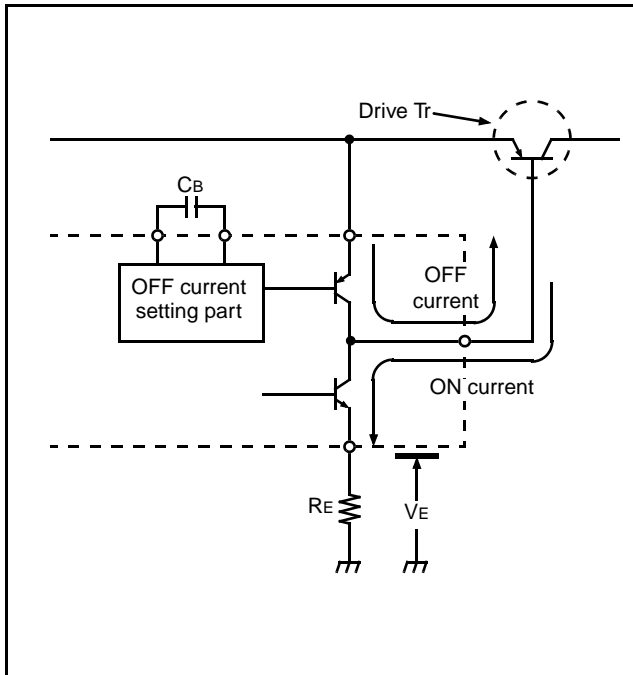 Drive Tr
CB
OFF current
setting part
OFF
current
ON current
RE
VE